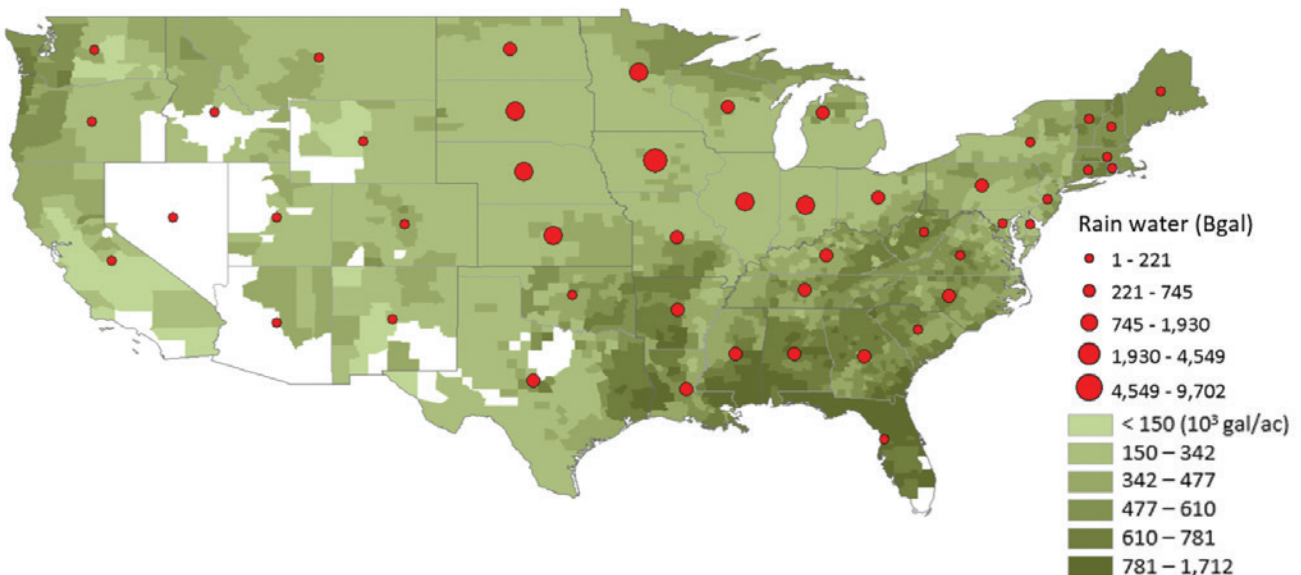 Rain water (Bgal)
1 - 221
221 - 745
745 - 1,930
1,930 - 4,549
4,549 - 9,702
< 150 (10³ gal/ac)
150 – 342
342 – 477
477 – 610
610 – 781
781 – 1,712